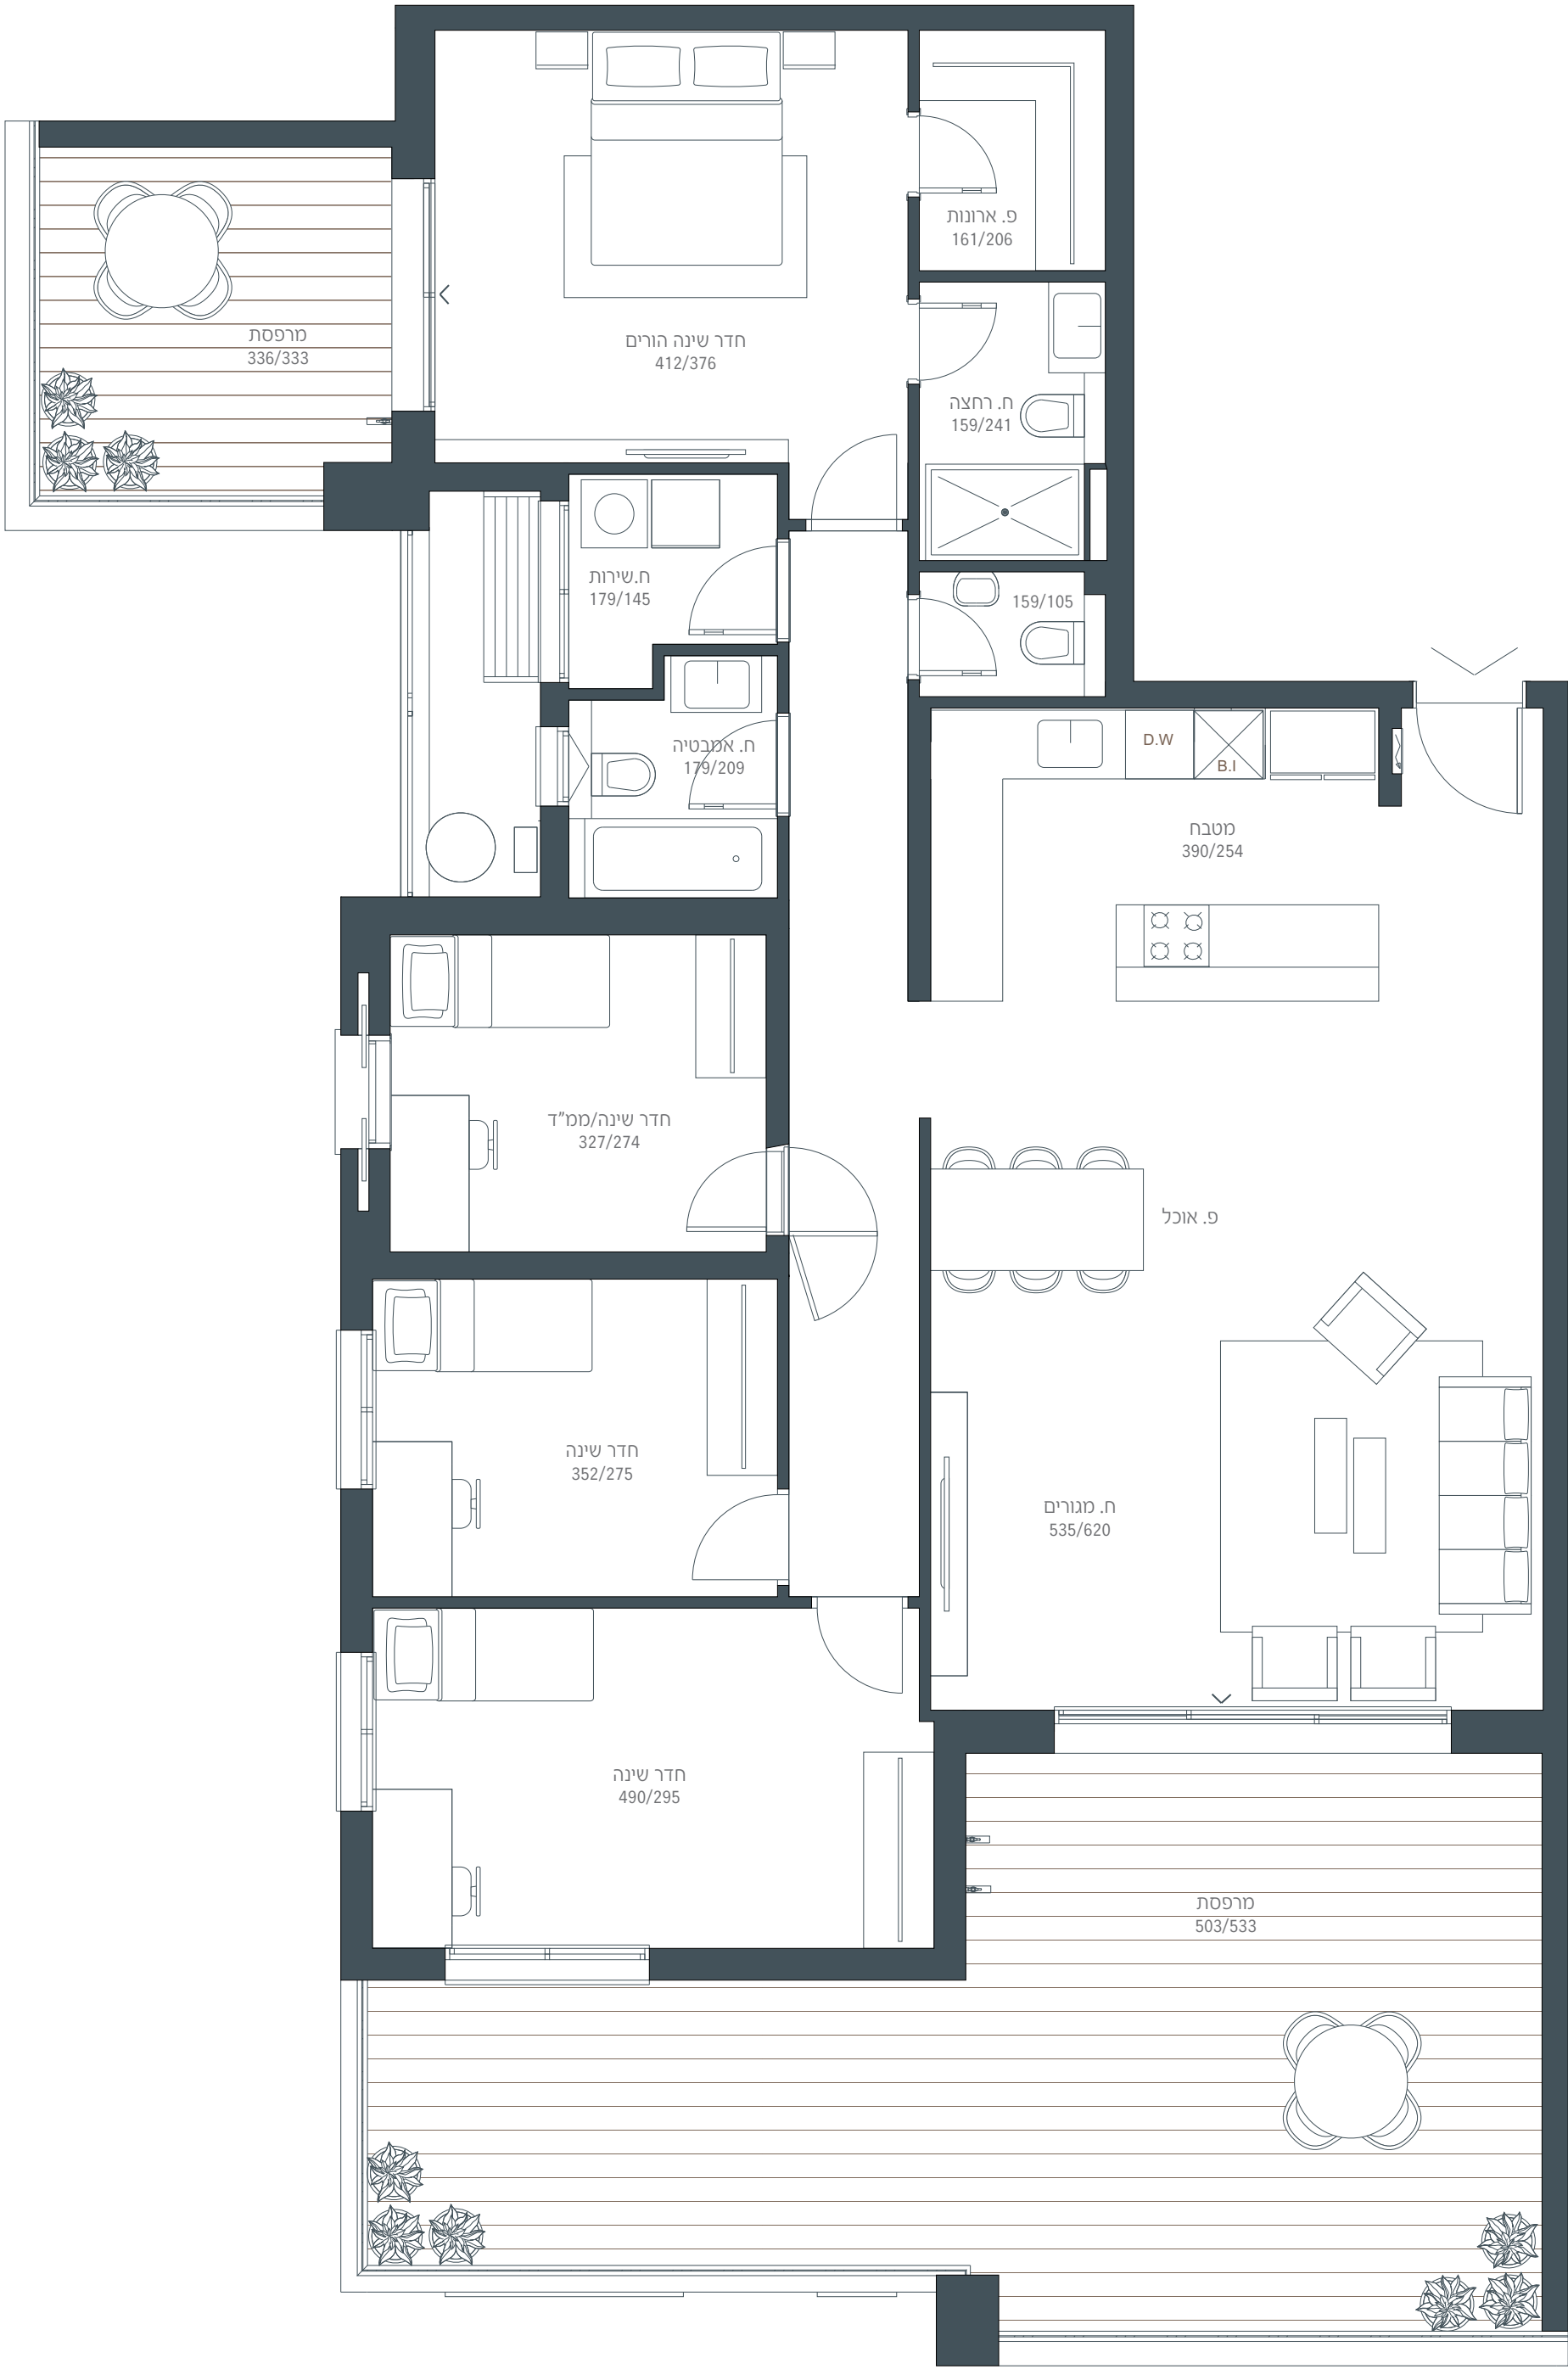 פ. ארונות
161/206
מרפסת
336/333
חדר שינה הורים
412/376
ח. רחצה
159/241
ח.שירות
179/145
159/105
ח. אמבטיה
179/209
D.W
B.I
מטבח
390/254
חדר שינה/ממ"ד
327/274
פ. אוכל
חדר שינה
352/275
ח. מגורים
535/620
חדר שינה
490/295
מרפסת
503/533